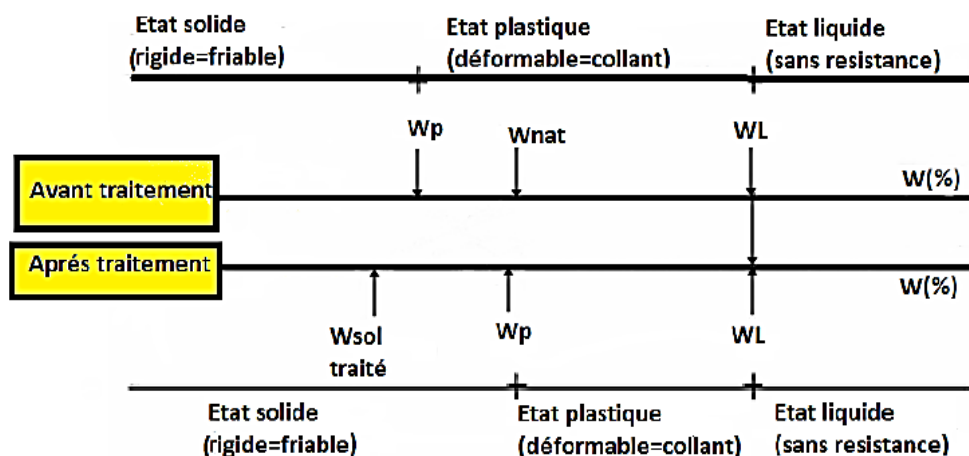 Etat solide
(rigide=friable)
Etat plastique
(déformable=collant)
Etat liquide
(sans resistance)
Wp
Wnat
WL
Avant traitement
W(%)
Aprés traitement
W(%)
Wsol
traité
Wp
WL
Etat solide
(rigide=friable)
Etat plastique
(déformable=collant)
Etat liquide
(sans resistance)